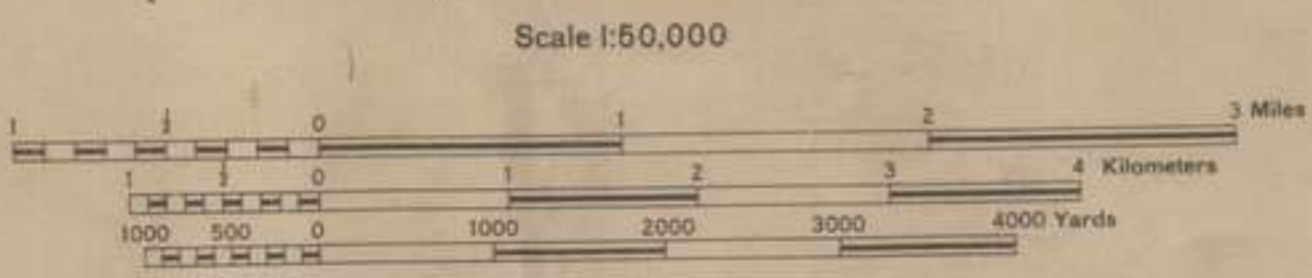 Scale 1:50,000
1 ½ 0 1 2 3 Miles
1 ½ 0 1 2 3 4 Kilometers
1000 500 0 1000 2000 3000 4000 Yards